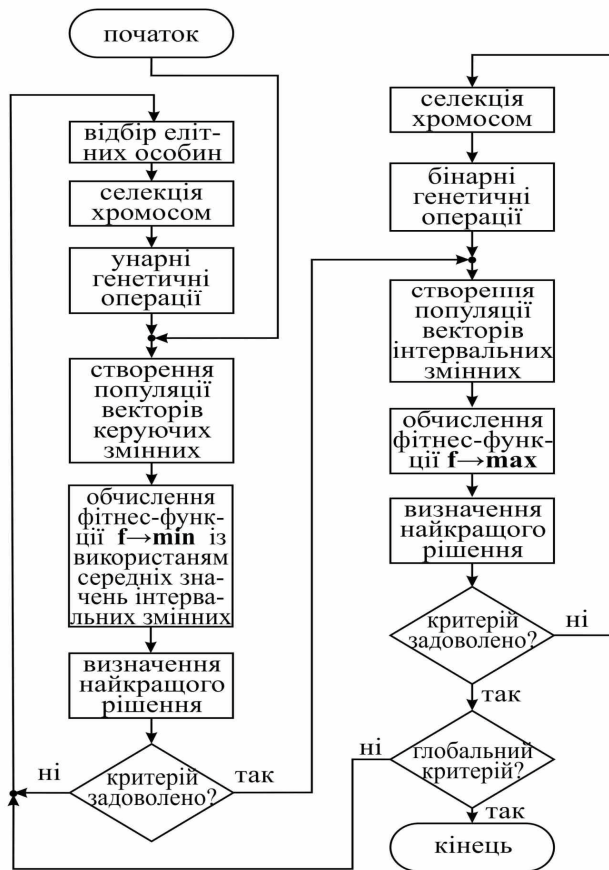 початок
відбір еліт-
них особин
селекція
хромосом
унарні
генетичні
операції
створення
популяції
векторів
керуючих
змінних
обчислення
фітнес-функ-
ції f→min із
використаням
середніх зна-
чень інтерва-
льних змінних
визначення
найкращого
рішення
ні
критерій
задоволено?
так
селекція
хромосом
бінарні
генетичні
операції
створення
популяції
векторів
інтервальних
змінних
обчислення
фітнес-функ-
ції f→max
визначення
найкращого
рішення
критерій
задоволено?
ні
так
ні
глобальний
критерій?
так
кінець